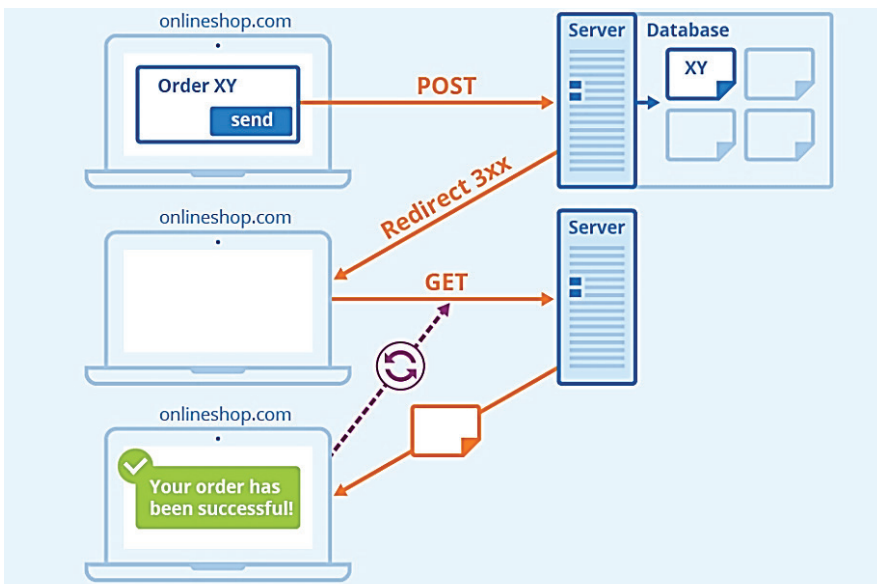 onlineshop.com
Order XY
send
POST
Server
Database
XY
Redirect 3xx
onlineshop.com
GET
Server
onlineshop.com
Your order has
been successful!